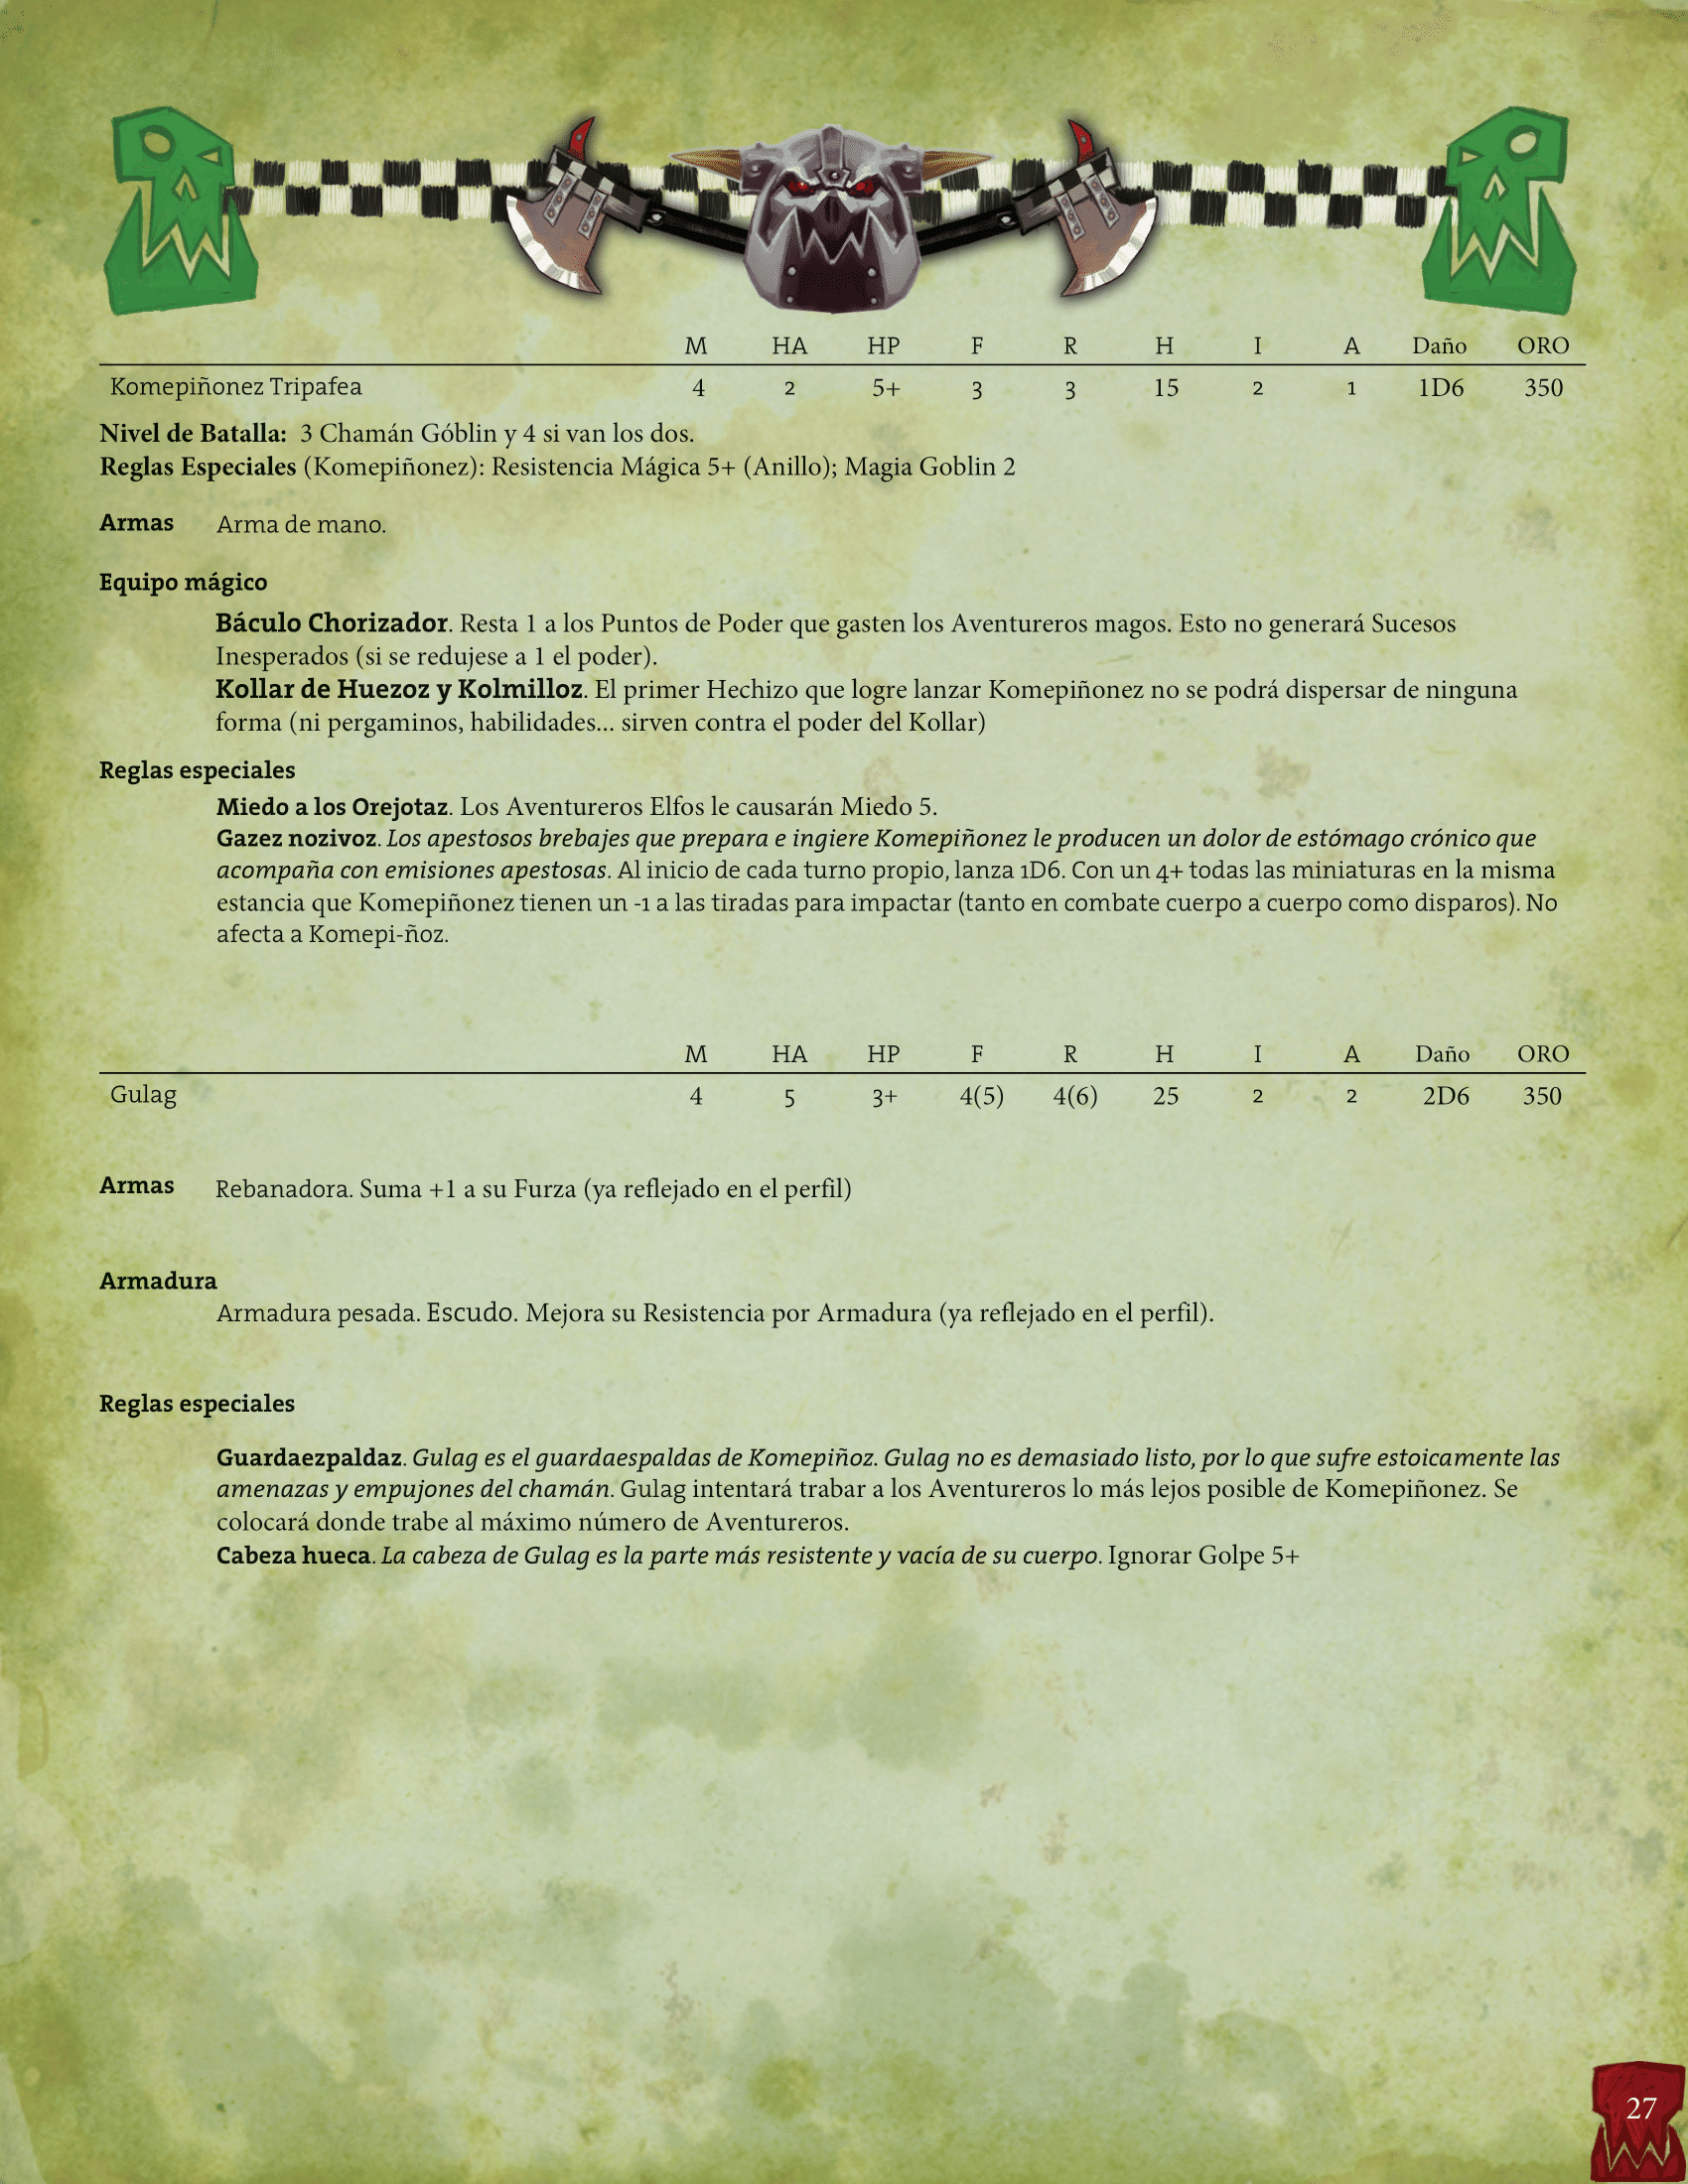 M HA HP F R H I A Daño ORO
Komepiñonez Tripafea 4 2 5+ 3 3 15 2 1 1D6 350
Nivel de Batalla: 3 Chamán Góblin y 4 si van los dos.
Reglas Especiales (Komepiñonez): Resistencia Mágica 5+ (Anillo); Magia Goblin 2
Armas Arma de mano.
Equipo mágico
Báculo Chorizador. Resta 1 a los Puntos de Poder que gasten los Aventureros magos. Esto no generará Sucesos
Inesperados (si se redujese a 1 el poder).
Kollar de Huezoz y Kolmilloz. El primer Hechizo que logre lanzar Komepiñonez no se podrá dispersar de ninguna
forma (ni pergaminos, habilidades... sirven contra el poder del Kollar)
Reglas especiales
Miedo a los Orejotaz. Los Aventureros Elfos le causarán Miedo 5.
Gazez nozivoz. Los apestosos brebajes que prepara e ingiere Komepiñonez le producen un dolor de estómago crónico que
acompaña con emisiones apestosas. Al inicio de cada turno propio, lanza 1D6. Con un 4+ todas las miniaturas en la misma
estancia que Komepiñonez tienen un -1 a las tiradas para impactar (tanto en combate cuerpo a cuerpo como disparos). No
afecta a Komepi-ñoz.
M HA HP F R H I A Daño ORO
Gulag 4 5 3+ 4(5) 4(6) 25 2 2 2D6 350
Armas Rebanadora. Suma +1 a su Furza (ya reflejado en el perfil)
Armadura
Armadura pesada. Escudo. Mejora su Resistencia por Armadura (ya reflejado en el perfil).
Reglas especiales
Guardaezpaldaz. Gulag es el guardaespaldas de Komepiñoz. Gulag no es demasiado listo, por lo que sufre estoicamente las
amenazas y empujones del chamán. Gulag intentará trabar a los Aventureros lo más lejos posible de Komepiñonez. Se
colocará donde trabe al máximo número de Aventureros.
Cabeza hueca. La cabeza de Gulag es la parte más resistente y vacía de su cuerpo. Ignorar Golpe 5+
27